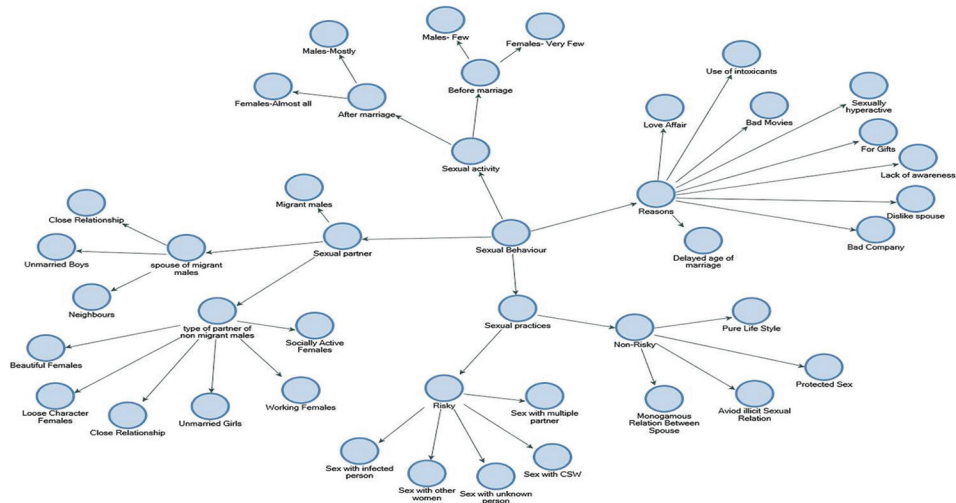 Males- Few
Females- Very Few
Males-Mostly
Before marriage
Females-Almost all
After marriage
Sexual activity
Use of intoxicants
Sexually
hyperactive
Love Affair
Bad Movies
For Gifts
Lack of awareness
Reasons
Dislike spouse
Bad Company
Delayed age of
marriage
Migrant males
Close Relationship
Sexual partner
Sexual Behaviour
Unmarried Boys
spouse of migrant
males
Neighbours
type of partner of
non migrant males
Socially Active
Females
Beautiful Females
Loose Character
Females
Close Relationship
Unmarried Girls
Working Females
Sexual practices
Non-Risky
Pure Life Style
Protected Sex
Aviod illicit Sexual
Relation
Monogamous
Relation Between
Spouse
Risky
Sex with multiple
partner
Sex with infected
person
Sex with other
women
Sex with unknown
person
Sex with CSW